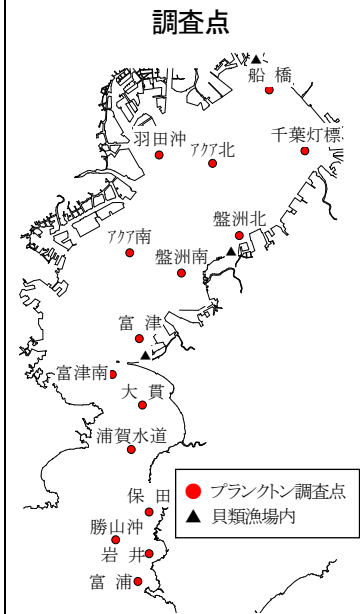 調査点
船橋
羽田沖
ｱｸｱ北
千葉灯標
盤洲北
ｱｸｱ南
盤洲南
富津
富津南
大貫
浦賀水道
保田
勝山沖
岩井
富浦
● プランクトン調査点
▲ 貝類漁場内